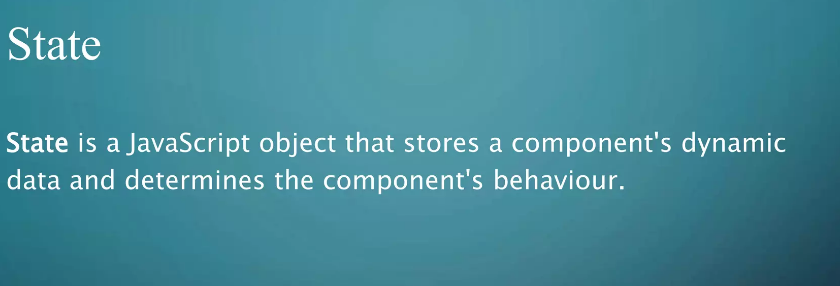 State
State is a JavaScript object that stores a component's dynamic
data and determines the component's behaviour.